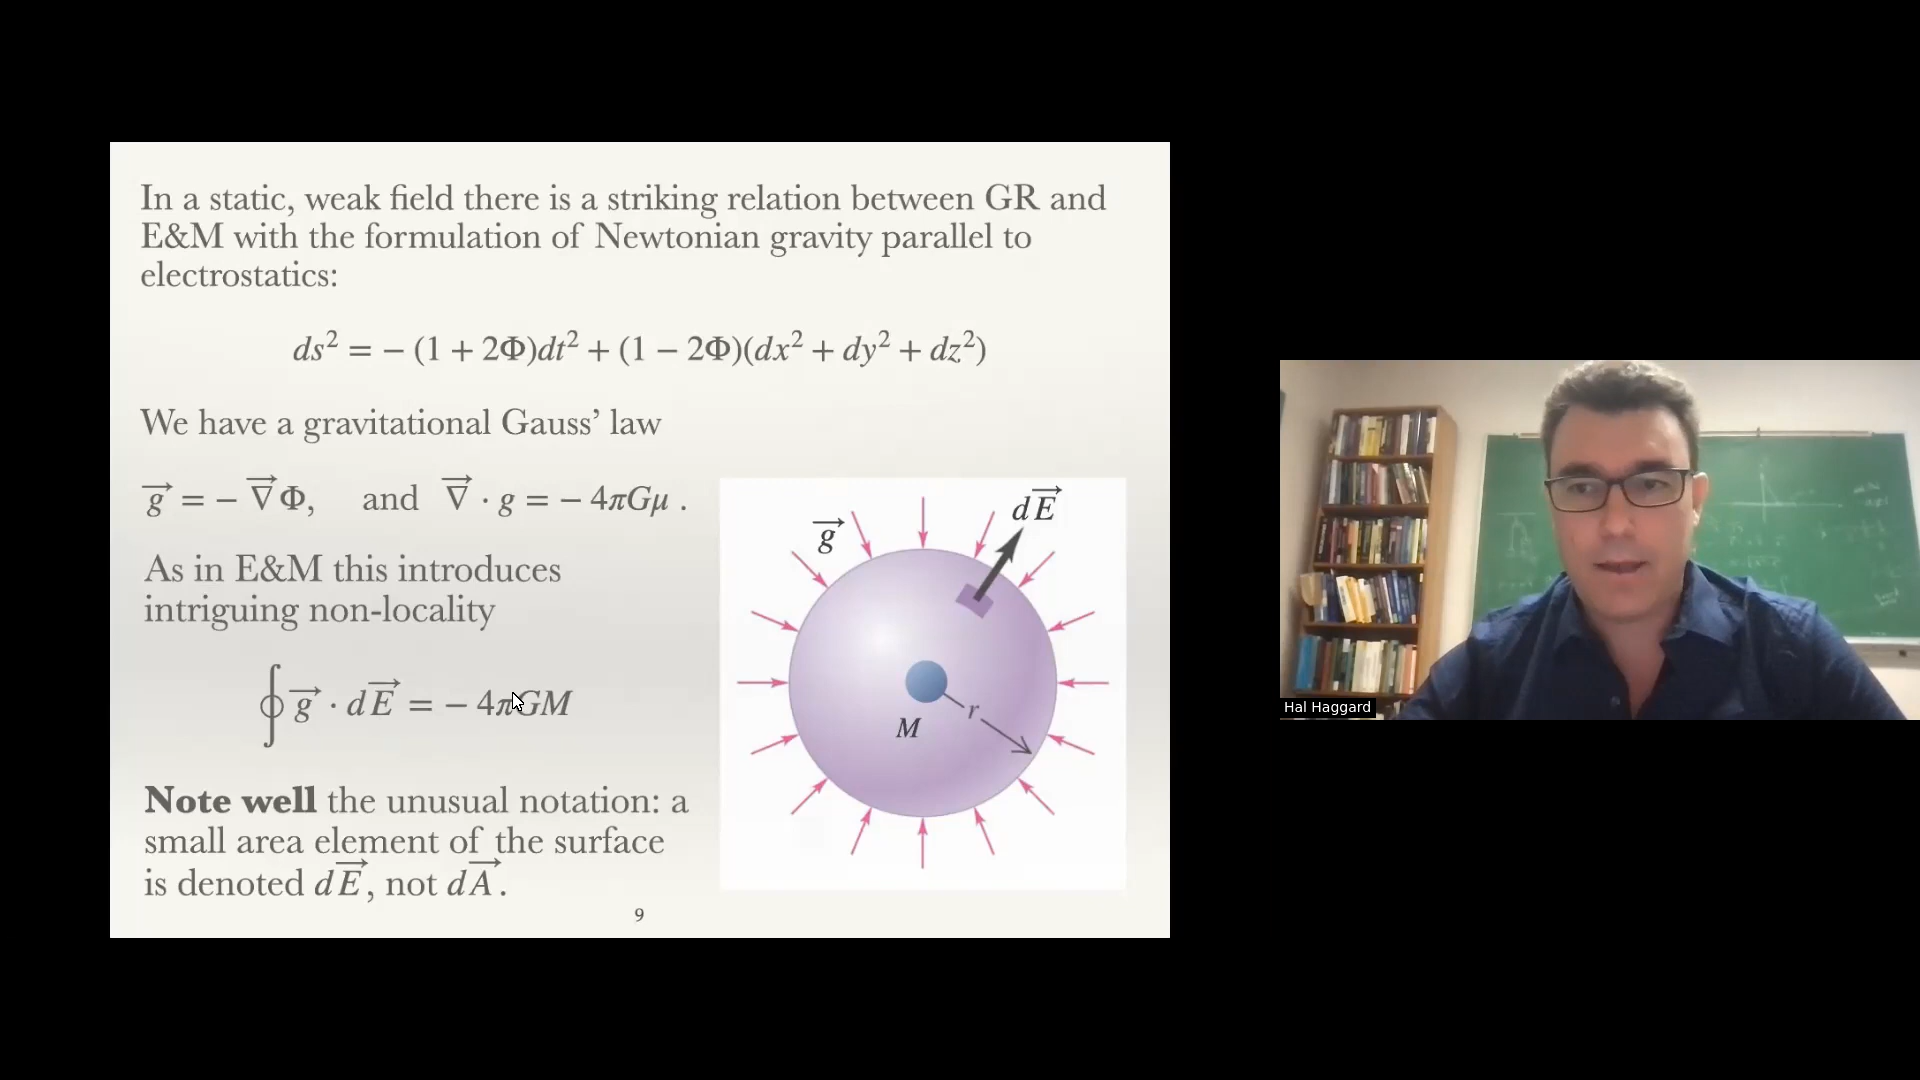 In a static, weak field there is a striking relation between GR and
E&M with the formulation of Newtonian gravity parallel to
electrostatics:
ds² = − (1 + 2Φ)dt² + (1 − 2Φ)(dx² + dy² + dz²)
We have a gravitational Gauss’ law
g⃗ = − ∇⃗Φ, and ∇⃗ · g = − 4πGμ .
As in E&M this introduces
intriguing non-locality
∮ g⃗ · dE⃗ = − 4πGM
Note well the unusual notation: a
small area element of the surface
is denoted dE⃗, not dA⃗.
g⃗
dE⃗
M
r
9
Hal Haggard